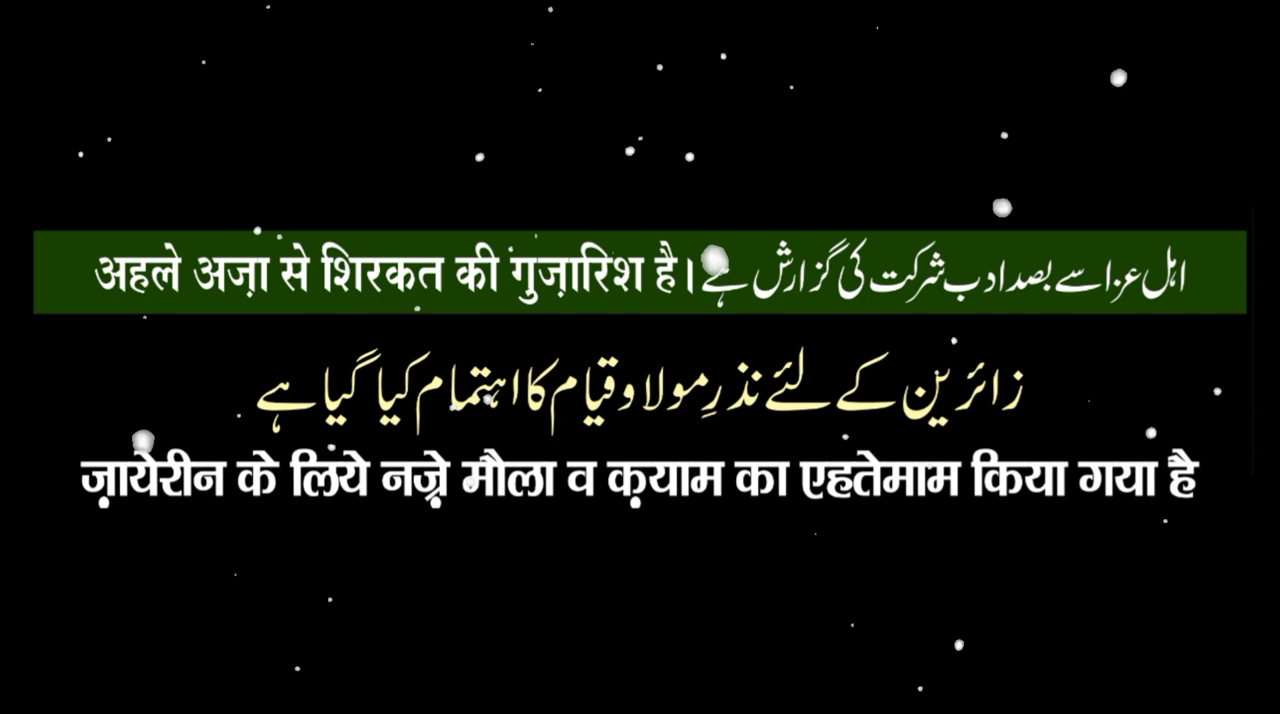 अहले अज़ा से शिरकत की गुज़ारिश है। اہل عزا سے بصد ادب شرکت کی گزارش ہے
زائرین کے لئے نذرِ مولا و قیام کا اہتمام کیا گیا ہے
ज़ायेरीन के लिये नज़्रे मौला व क़याम का एहतेमाम किया गया है